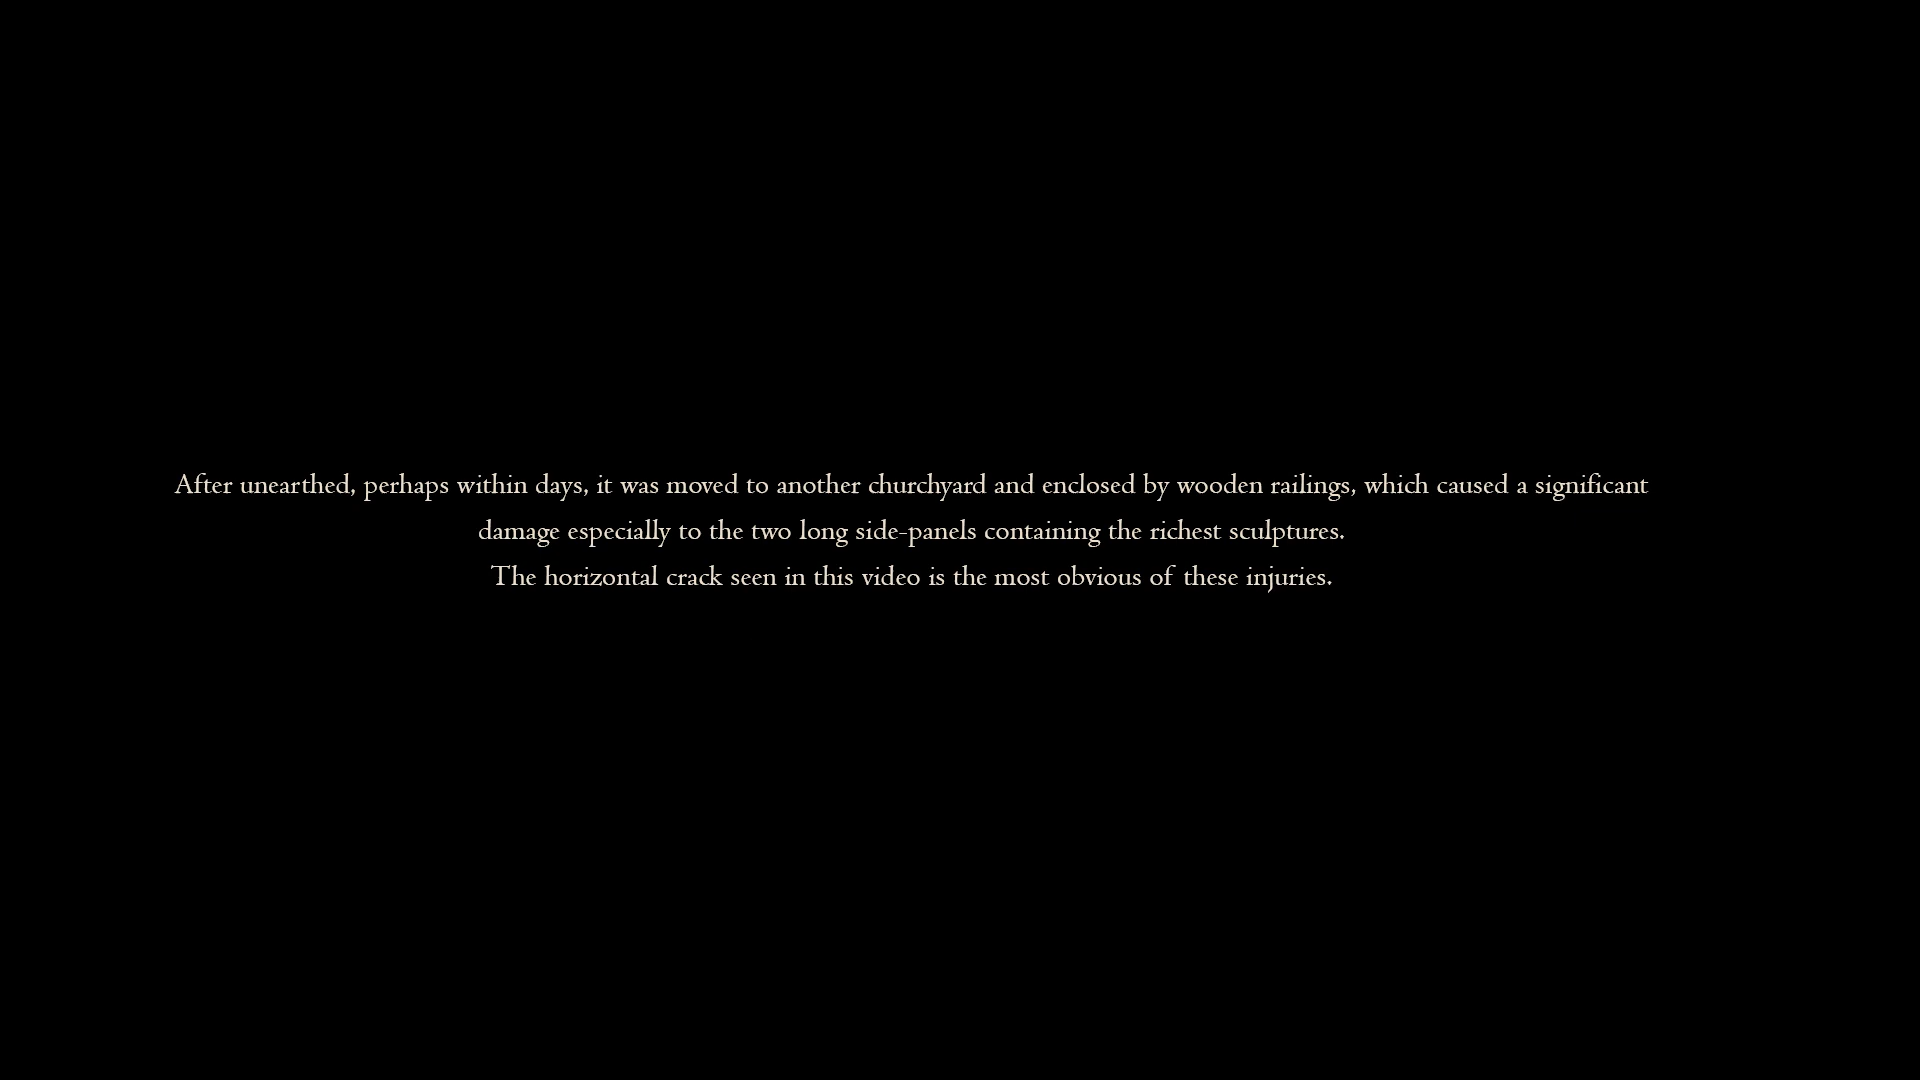 After unearthed, perhaps within days, it was moved to another churchyard and enclosed by wooden railings, which caused a significant
damage especially to the two long side-panels containing the richest sculptures.
The horizontal crack seen in this video is the most obvious of these injuries.